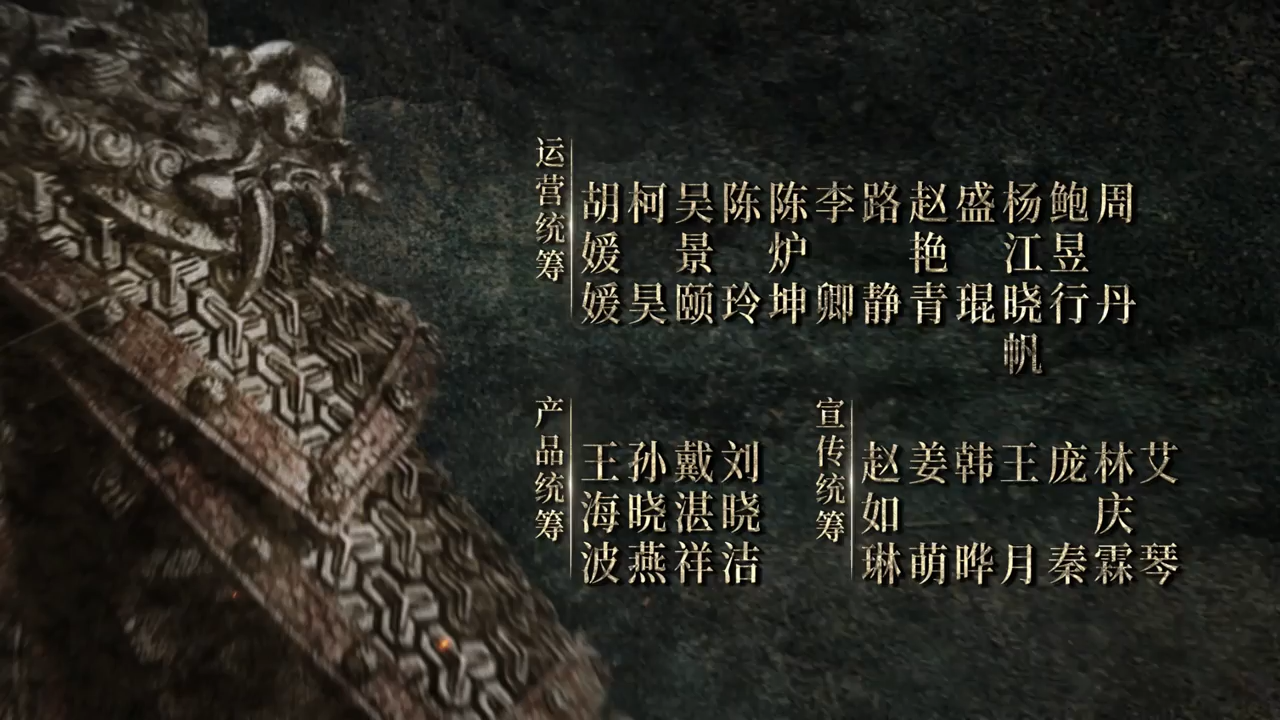 运营统筹
胡媛媛
柯昊
吴景颐
陈玲
陈炉坤
李卿
路静
赵艳青
盛琨
杨江晓帆
鲍昱行
周丹
产品统筹
王海波
孙晓燕
戴湛祥
刘晓洁
宣传统筹
赵如琳
姜萌
韩晔
王月
庞秦
林庆霖
艾琴